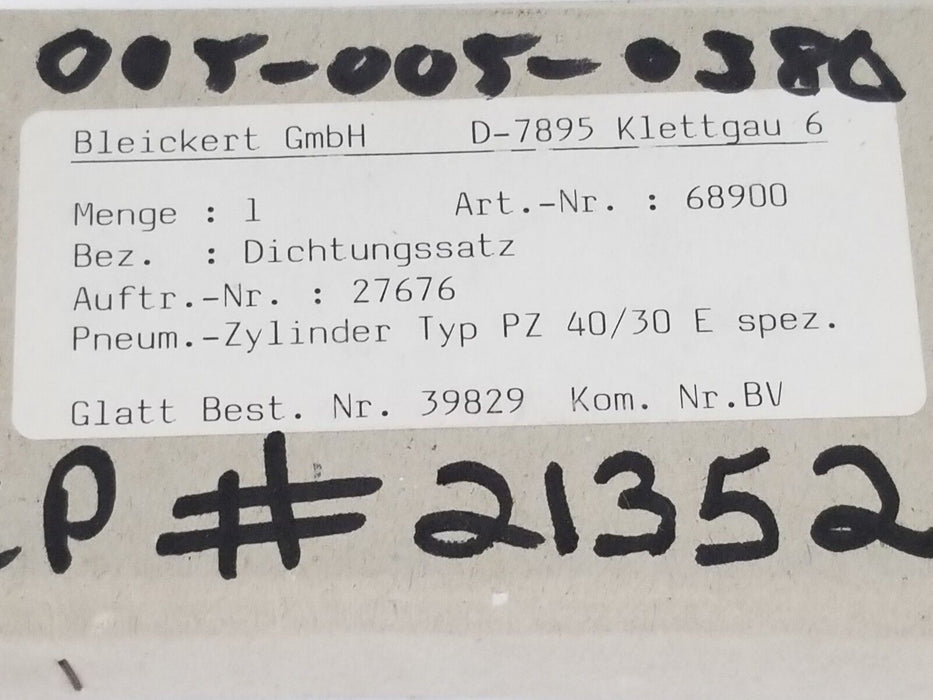 005-005-0380
Bleickert GmbH D-7895 Klettgau 6
Menge : 1 Art.-Nr. : 68900
Bez. : Dichtungssatz
Auftr.-Nr. : 27676
Pneum.-Zylinder Typ PZ 40/30 E spez.
Glatt Best. Nr. 39829 Kom. Nr.BV
P # 21352